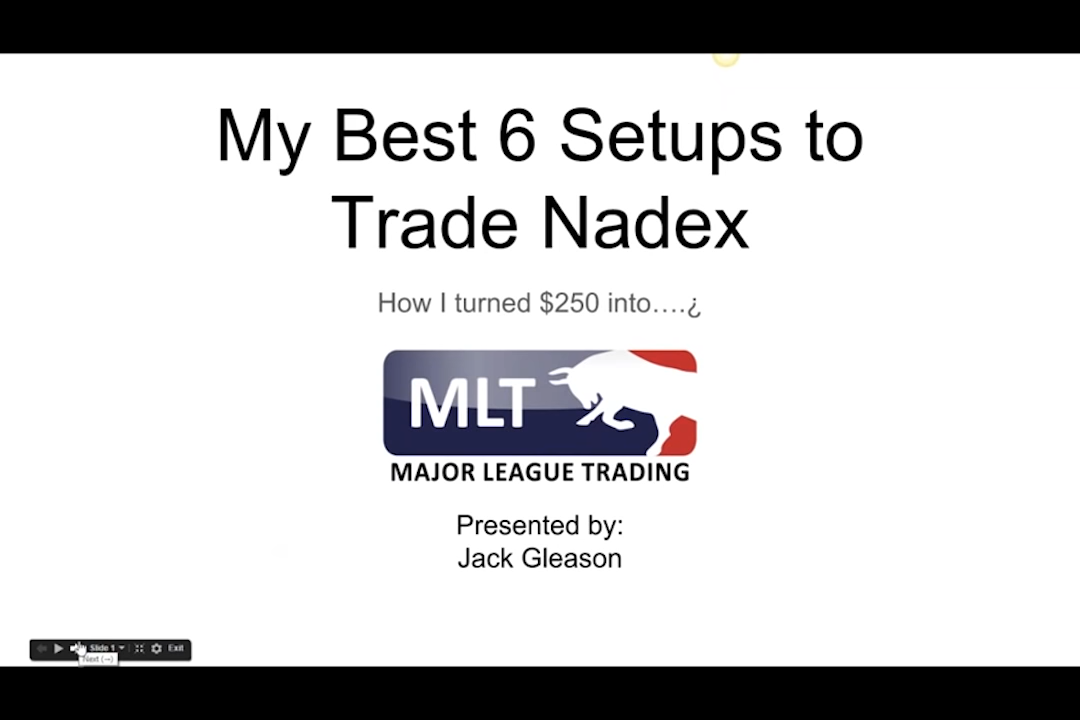 My Best 6 Setups to
Trade Nadex
How I turned $250 into….¿
MLT
MAJOR LEAGUE TRADING
Presented by:
Jack Gleason
Slide 1
Exit
Next (→)